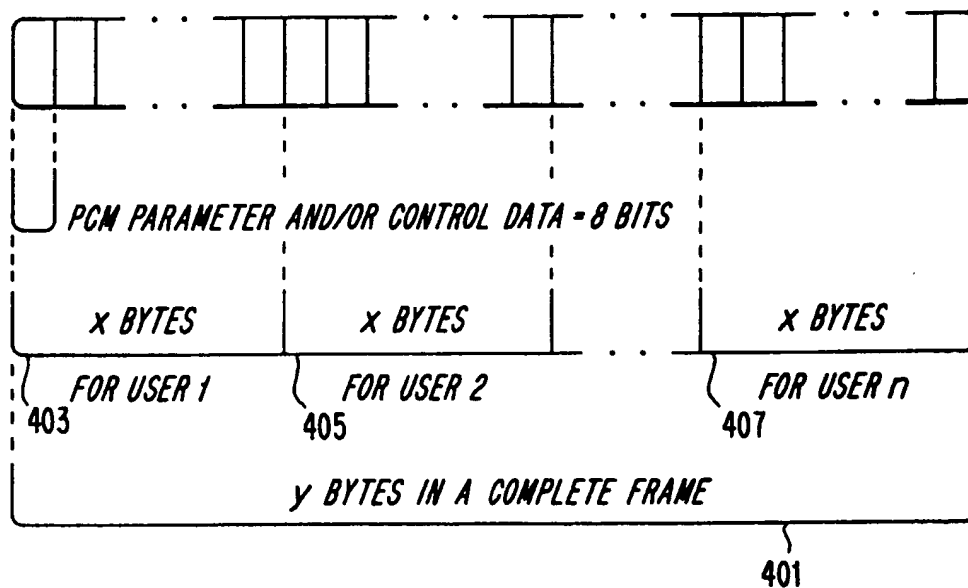 PCM PARAMETER AND/OR CONTROL DATA = 8 BITS
x BYTES x BYTES x BYTES
FOR USER 1 FOR USER 2 FOR USER n
403 405 407
y BYTES IN A COMPLETE FRAME
401